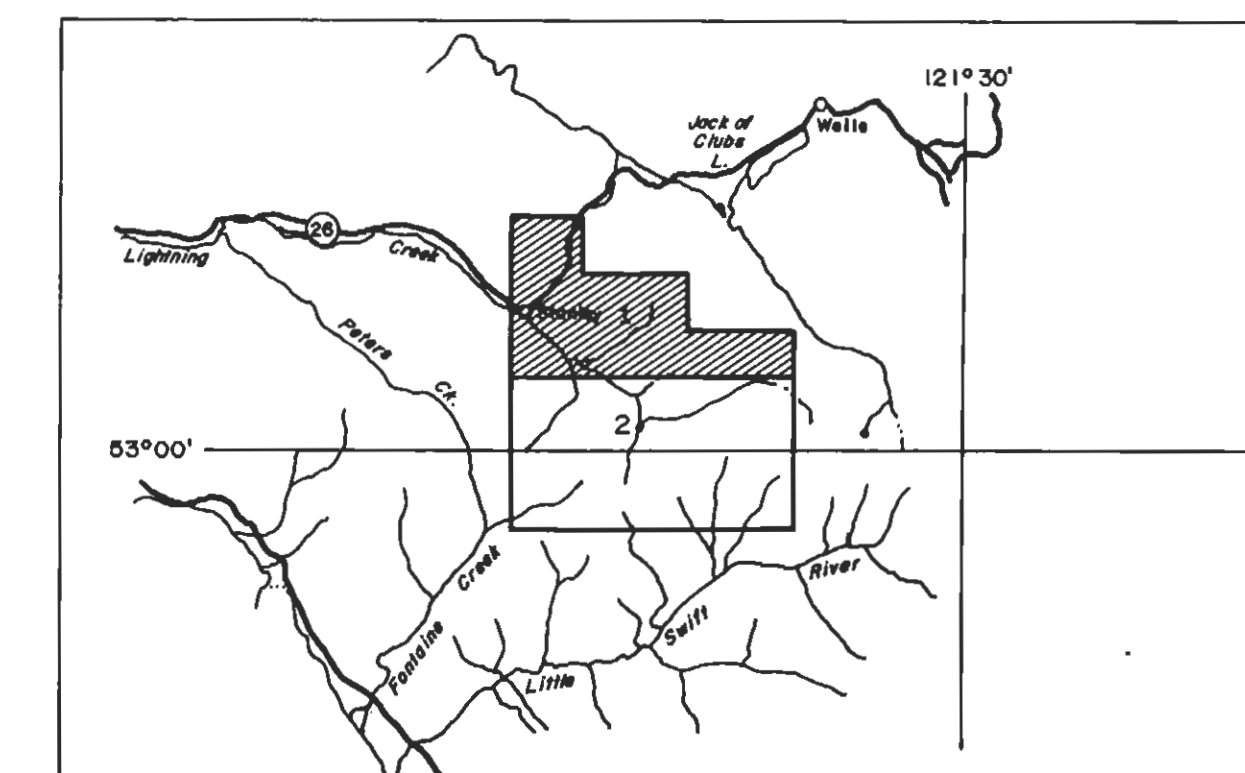 121° 30'
Jack of
Clubs
L.
Wells
26
Lightning
Creek
Stanley
1
Peters
Ck.
2
53° 00'
Creek
River
Swift
Fontaine
Little